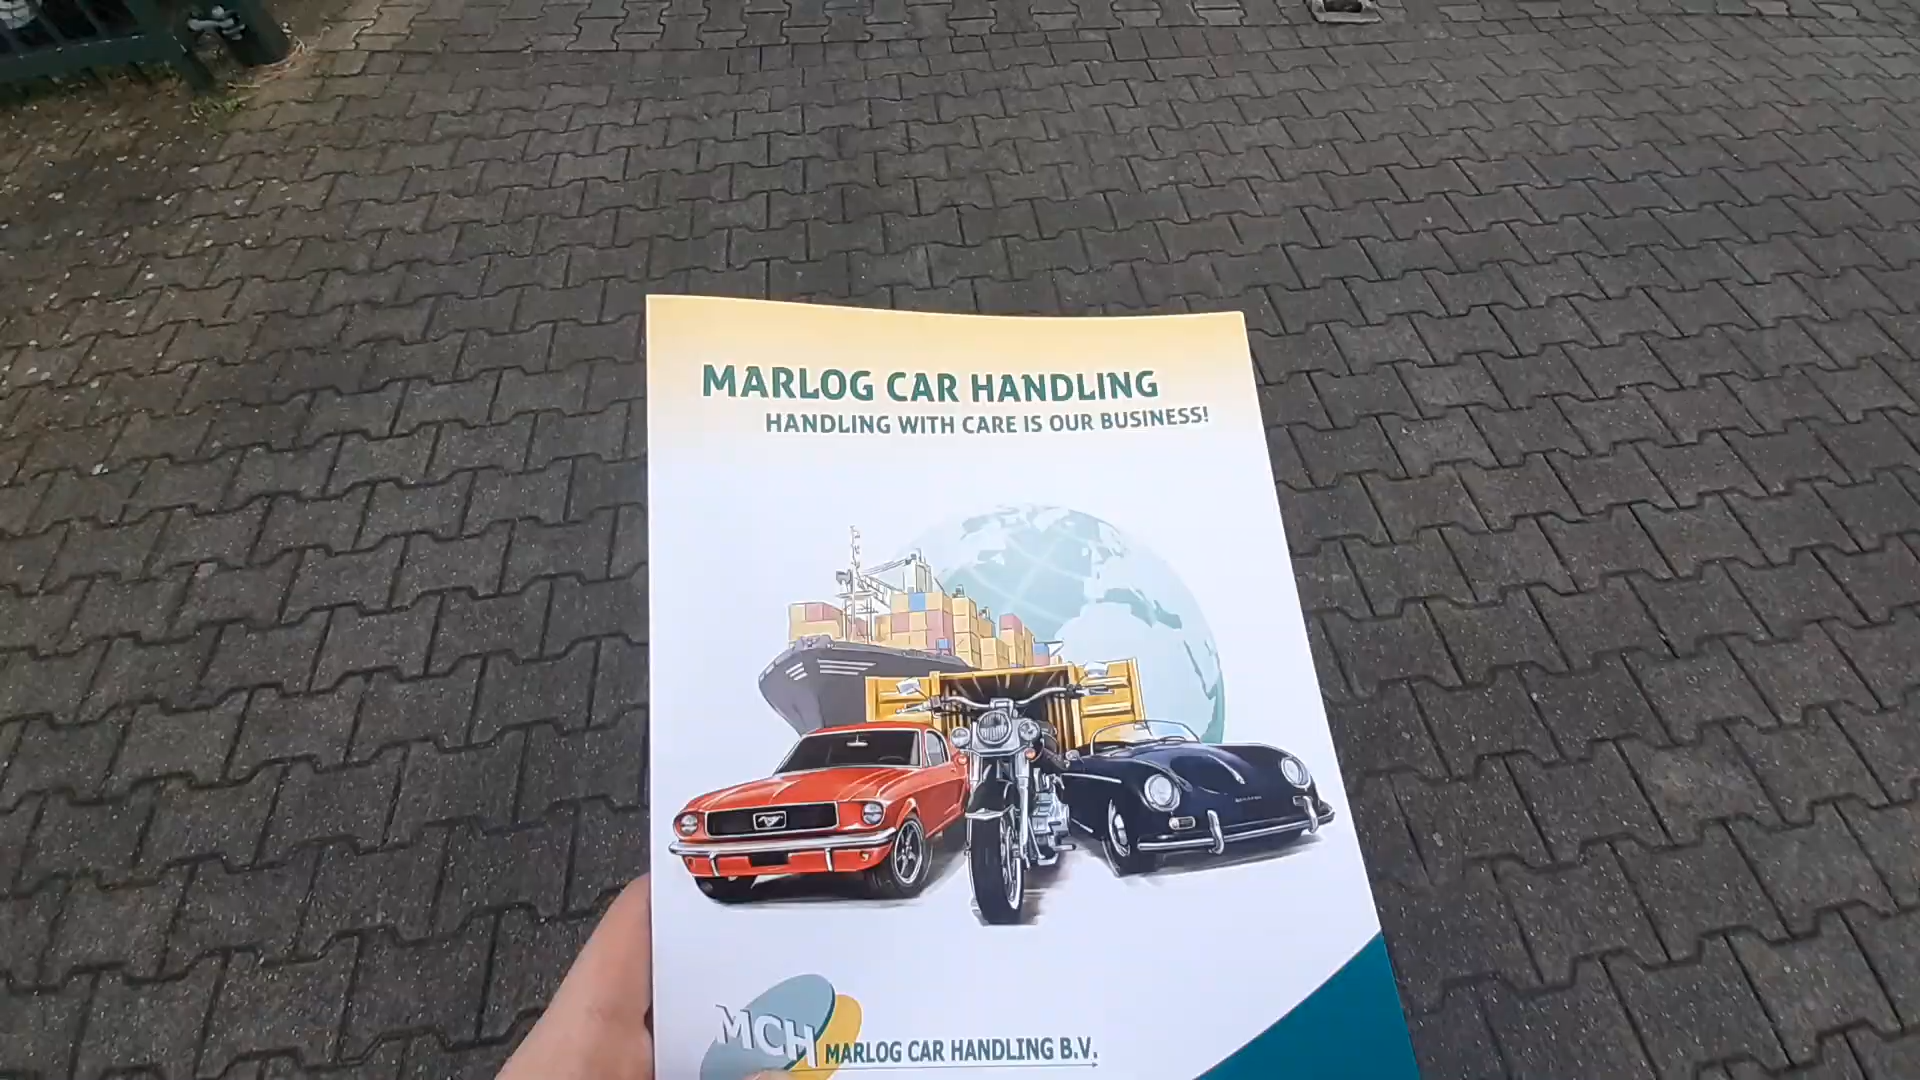 MARLOG CAR HANDLING
HANDLING WITH CARE IS OUR BUSINESS!
MCH MARLOG CAR HANDLING B.V.